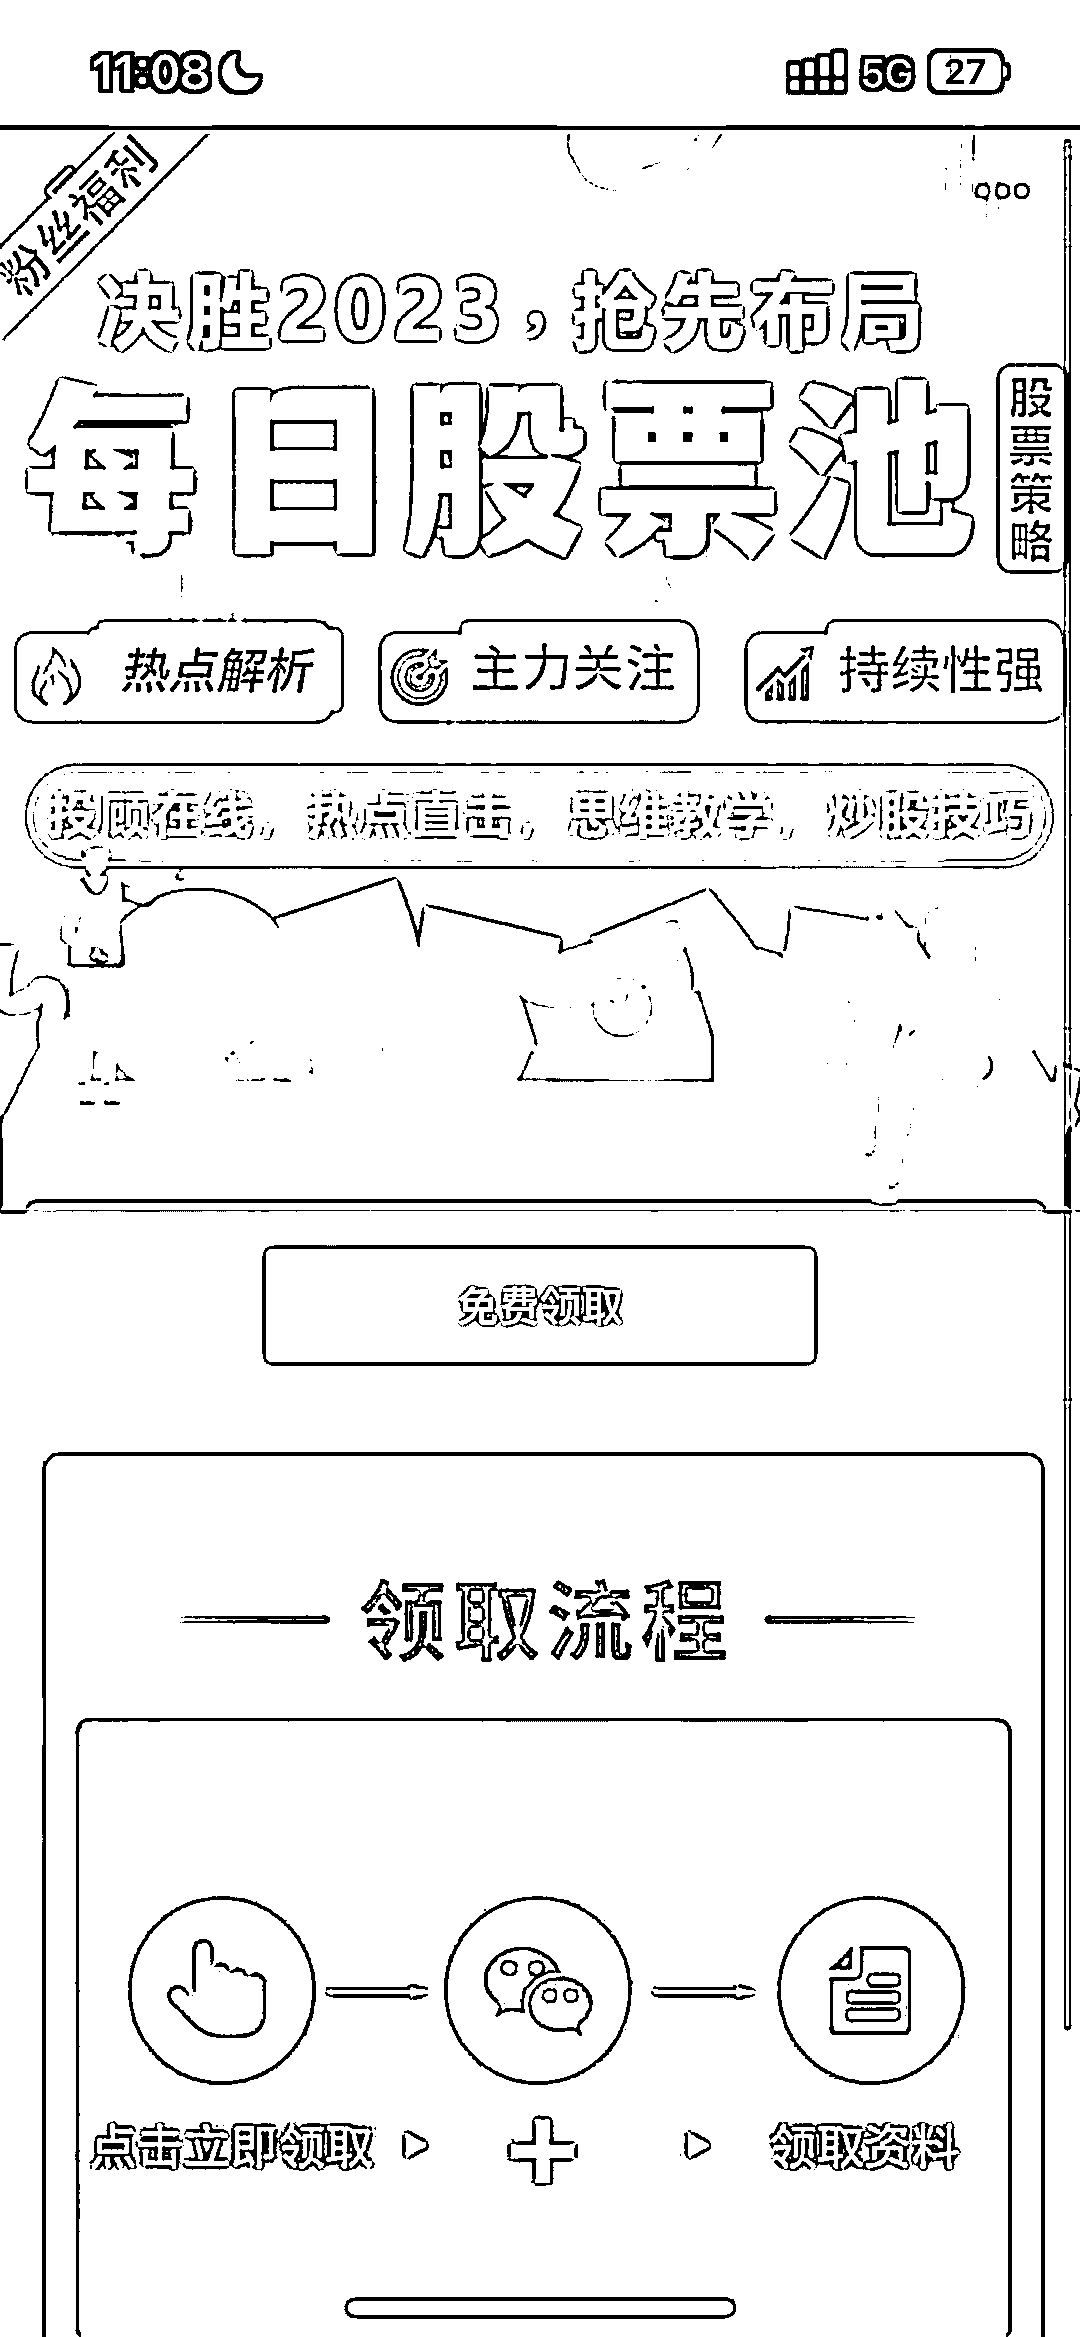 11:08
5G 27
粉丝福利
决胜2023，抢先布局
每日股票池
股票策略
热点解析
主力关注
持续性强
投顾在线，热点直击，思维教学，炒股技巧
免费领取
领取流程
点击立即领取
+
领取资料